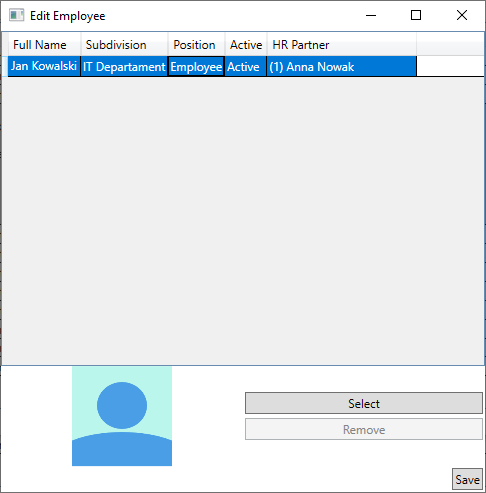 Edit Employee
Full Name Subdivision Position Active HR Partner
Jan Kowalski IT Departament Employee Active (1) Anna Nowak
Select
Remove
Save